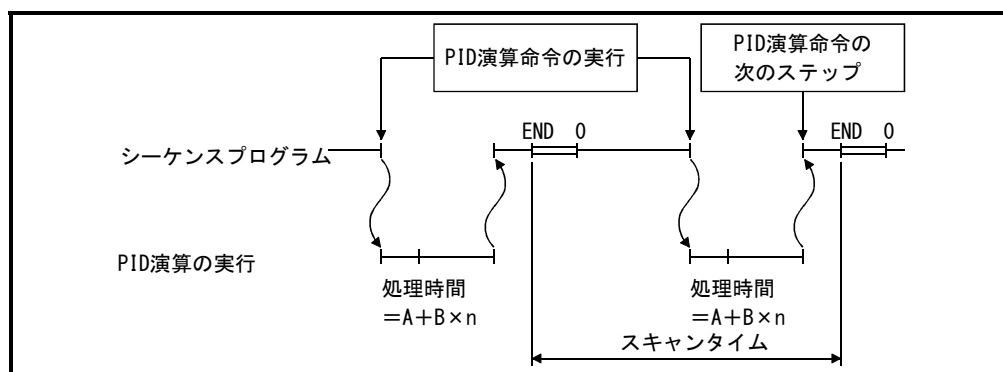 PID演算命令の実行
PID演算命令の
次のステップ
END 0
END 0
シーケンスプログラム
PID演算の実行
処理時間
=A+B×n
処理時間
=A+B×n
スキャンタイム